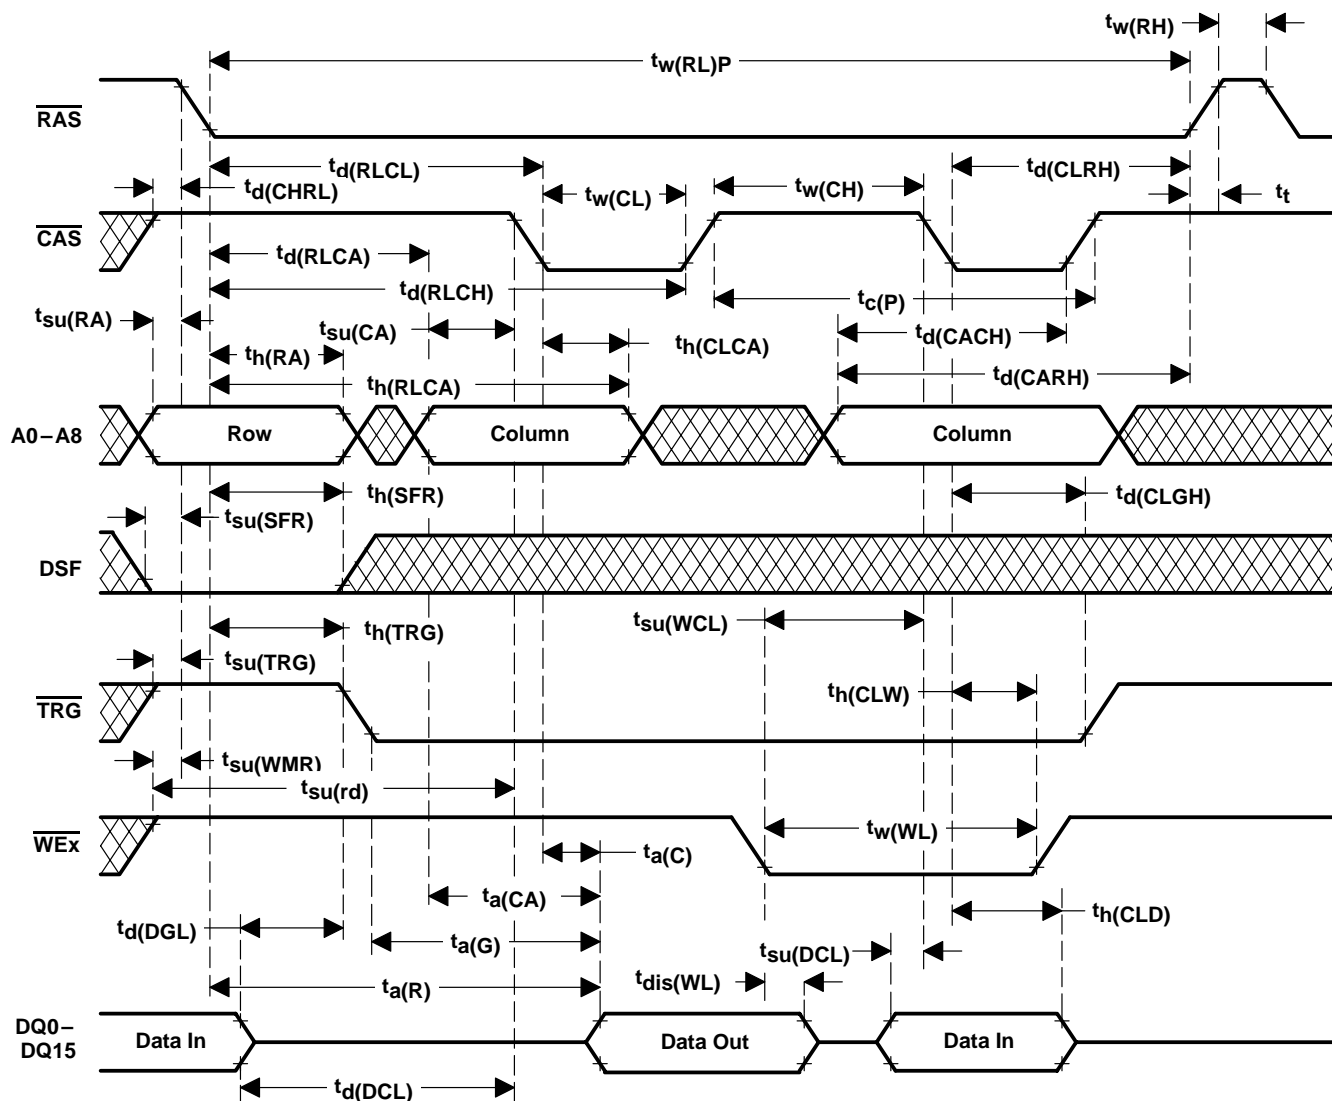 tw(RH)
tw(RL)P
RAS
td(RLCL)
td(CLRH)
td(CHRL)
tw(CL)
tw(CH)
tt
CAS
td(RLCA)
td(RLCH)
tc(P)
tsu(RA)
tsu(CA)
td(CACH)
th(RA)
th(CLCA)
th(RLCA)
td(CARH)
A0–A8
Row
Column
Column
th(SFR)
td(CLGH)
tsu(SFR)
DSF
th(TRG)
tsu(WCL)
tsu(TRG)
th(CLW)
TRG
tsu(WMR)
tsu(rd)
WEx
tw(WL)
ta(C)
ta(CA)
td(DGL)
th(CLD)
ta(G)
tsu(DCL)
ta(R)
tdis(WL)
DQ0–
DQ15
Data In
Data Out
Data In
td(DCL)